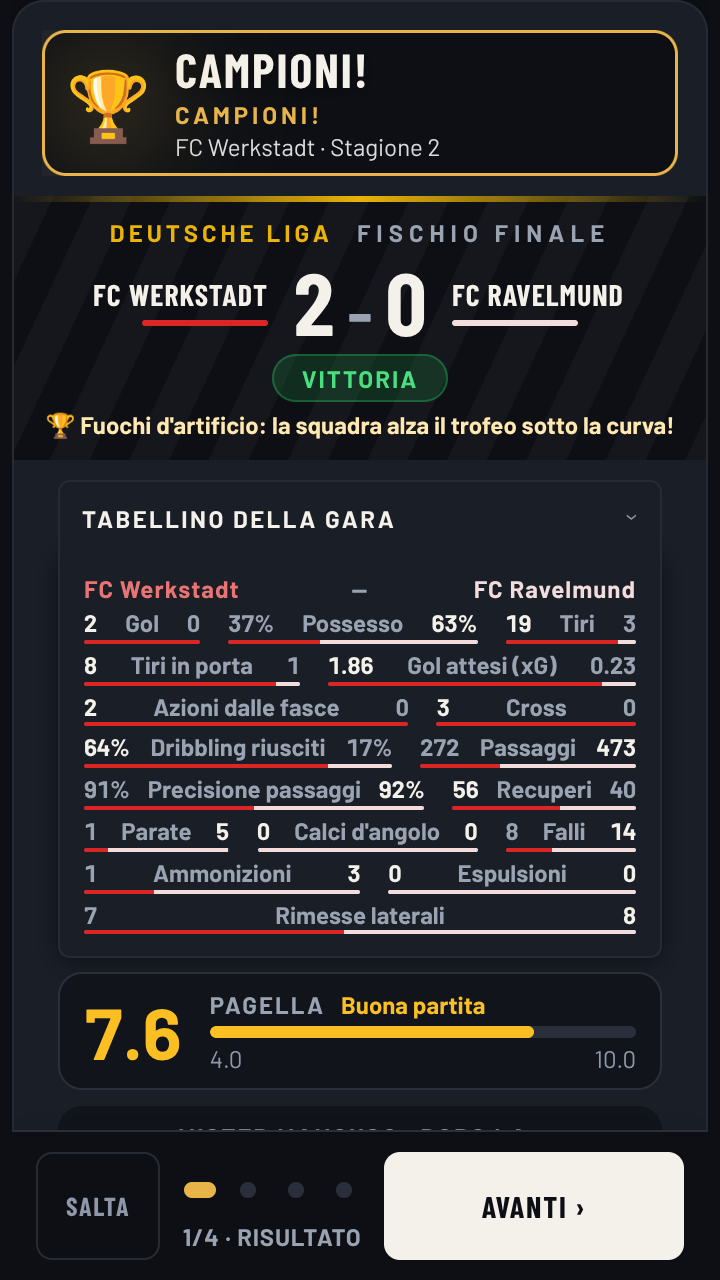 CAMPIONI!
CAMPIONI!
FC Werkstadt · Stagione 2
DEUTSCHE LIGA FISCHIO FINALE
FC WERKSTADT 2 - 0 FC RAVELMUND
VITTORIA
🏆 Fuochi d'artificio: la squadra alza il trofeo sotto la curva!
TABELLINO DELLA GARA
FC Werkstadt – FC Ravelmund
2 Gol 0 37% Possesso 63% 19 Tiri 3
8 Tiri in porta 1 1.86 Gol attesi (xG) 0.23
2 Azioni dalle fasce 0 3 Cross 0
64% Dribbling riusciti 17% 272 Passaggi 473
91% Precisione passaggi 92% 56 Recuperi 40
1 Parate 5 0 Calci d'angolo 0 8 Falli 14
1 Ammonizioni 3 0 Espulsioni 0
7 Rimesse laterali 8
7.6 PAGELLA Buona partita
4.0 10.0
SALTA 1/4 · RISULTATO AVANTI ›